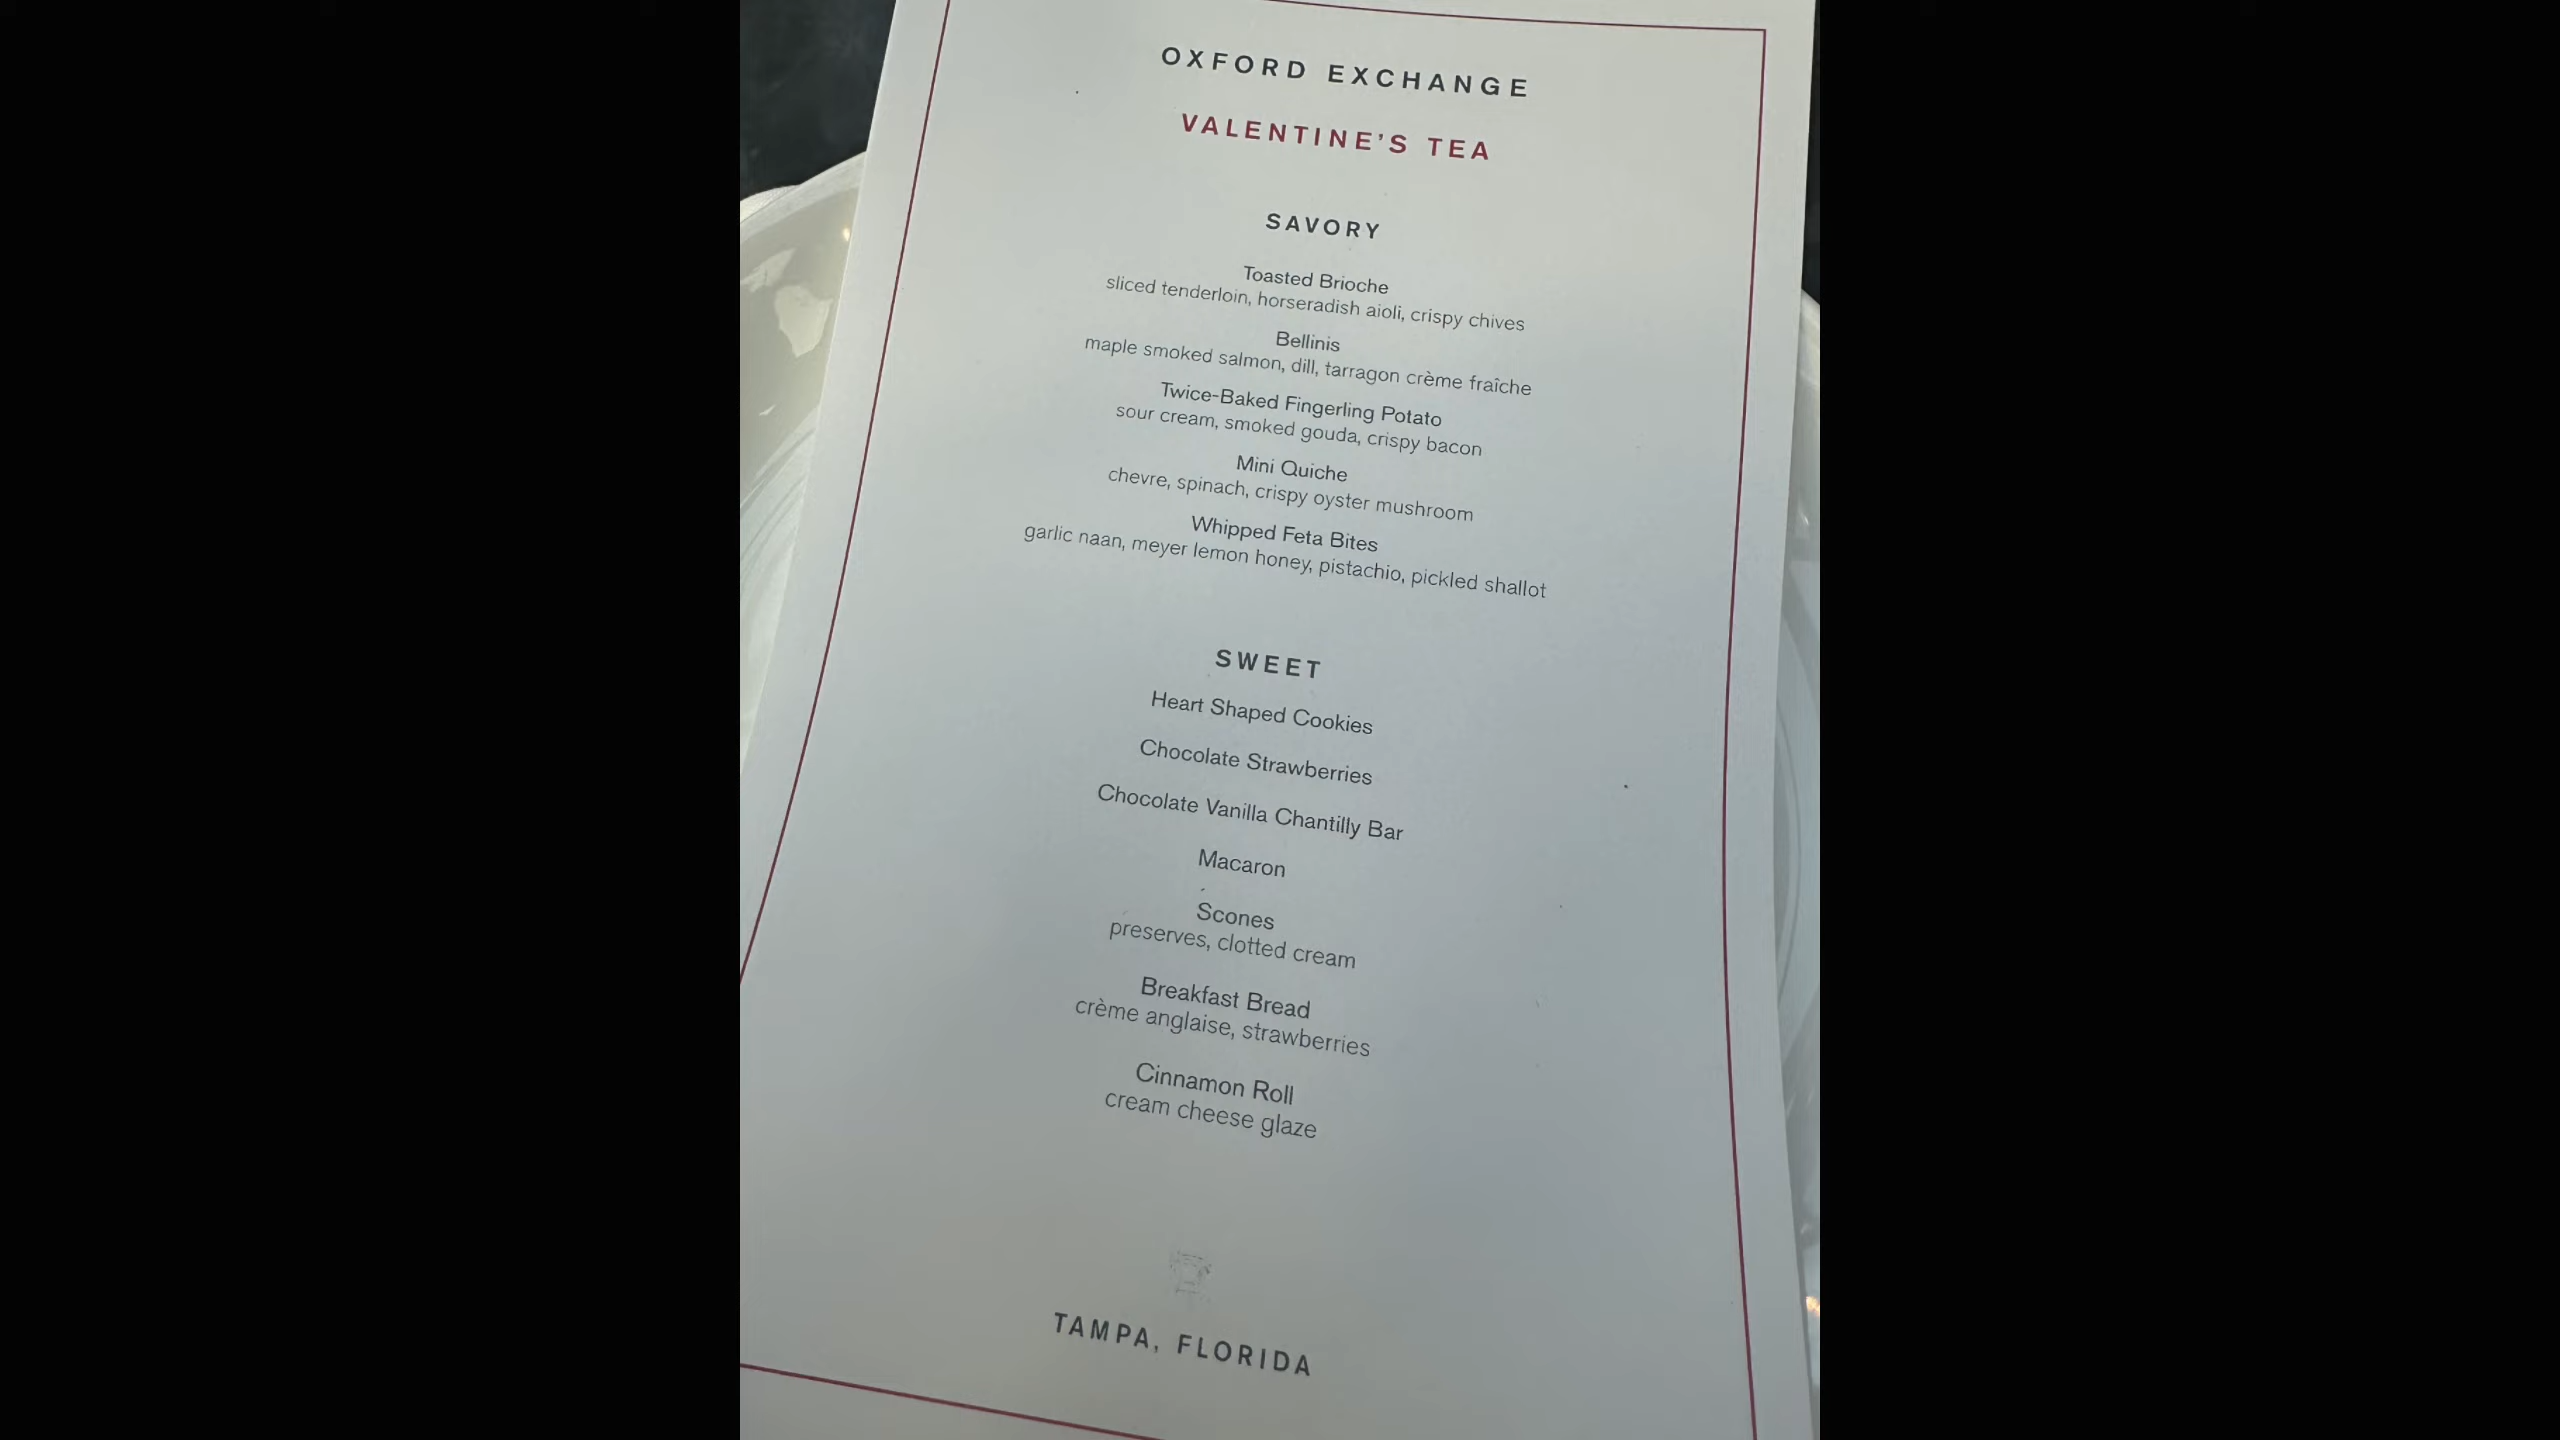 OXFORD EXCHANGE
VALENTINE'S TEA
SAVORY
Toasted Brioche
sliced tenderloin, horseradish aioli, crispy chives
Bellinis
maple smoked salmon, dill, tarragon crème fraîche
Twice-Baked Fingerling Potato
sour cream, smoked gouda, crispy bacon
Mini Quiche
chevre, spinach, crispy oyster mushroom
Whipped Feta Bites
garlic naan, meyer lemon honey, pistachio, pickled shallot
SWEET
Heart Shaped Cookies
Chocolate Strawberries
Chocolate Vanilla Chantilly Bar
Macaron
Scones
preserves, clotted cream
Breakfast Bread
crème anglaise, strawberries
Cinnamon Roll
cream cheese glaze
TAMPA, FLORIDA